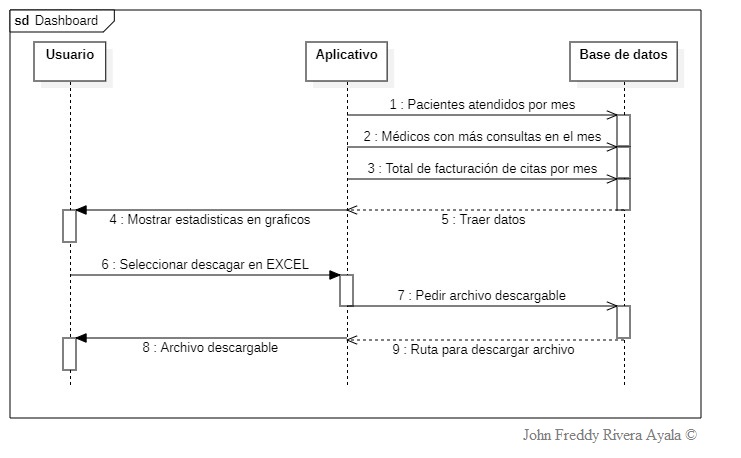 sd Dashboard
Usuario
Aplicativo
Base de datos
1 : Pacientes atendidos por mes
2 : Médicos con más consultas en el mes
3 : Total de facturación de citas por mes
4 : Mostrar estadisticas en graficos
5 : Traer datos
6 : Seleccionar descagar en EXCEL
7 : Pedir archivo descargable
8 : Archivo descargable
9 : Ruta para descargar archivo
John Freddy Rivera Ayala ©